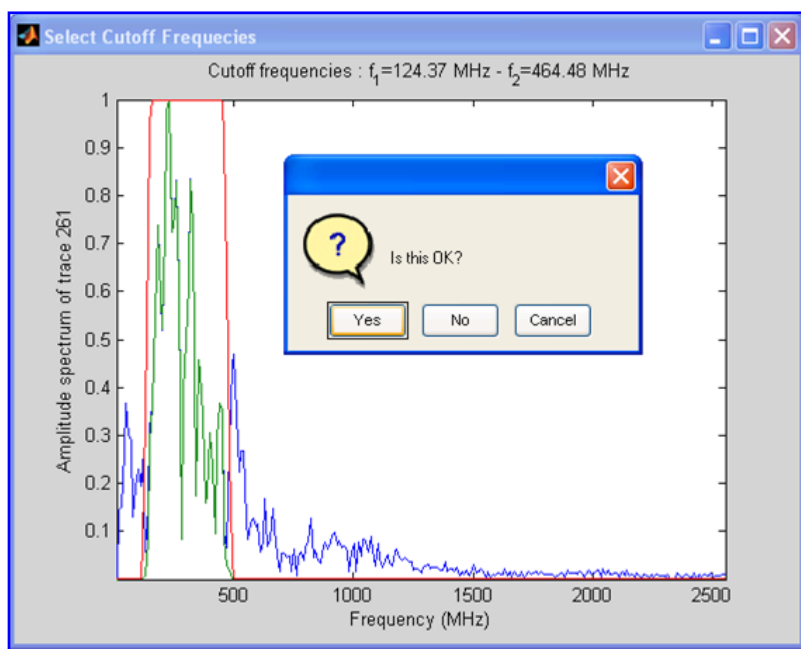 Select Cutoff Frequecies
Cutoff frequencies : f1=124.37 MHz - f2=464.48 MHz
1
0.9
0.8
0.7
0.6
0.5
0.4
0.3
0.2
0.1
Amplitude spectrum of trace 261
?
Is this OK?
Yes
No
Cancel
500
1000
1500
2000
2500
Frequency (MHz)